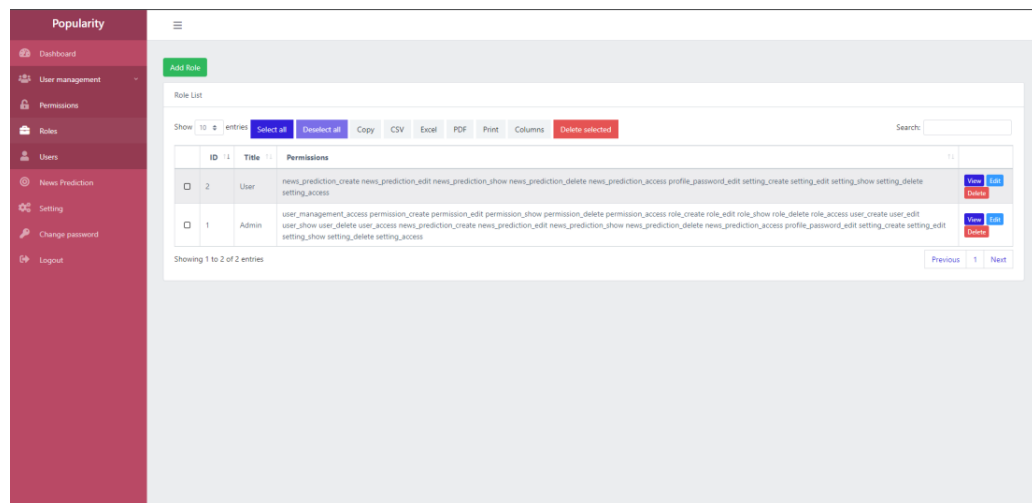 Popularity
Dashboard
User management
Permissions
Roles
Users
News Prediction
Setting
Change password
Logout
Add Role
Role List
Show 10 entries Select all Deselect all Copy CSV Excel PDF Print Columns Delete selected Search:
ID Title Permissions
2 User news_prediction_create news_prediction_edit news_prediction_show news_prediction_delete news_prediction_access profile_password_edit setting_create setting_edit setting_show setting_delete View Edit
setting_access Delete
user_management_access permission_create permission_edit permission_show permission_delete permission_access role_create role_edit role_show role_delete role_access user_create user_edit
1 Admin user_show user_delete user_access news_prediction_create news_prediction_edit news_prediction_show news_prediction_delete news_prediction_access profile_password_edit setting_create setting_edit View Edit
setting_show setting_delete setting_access Delete
Showing 1 to 2 of 2 entries Previous 1 Next